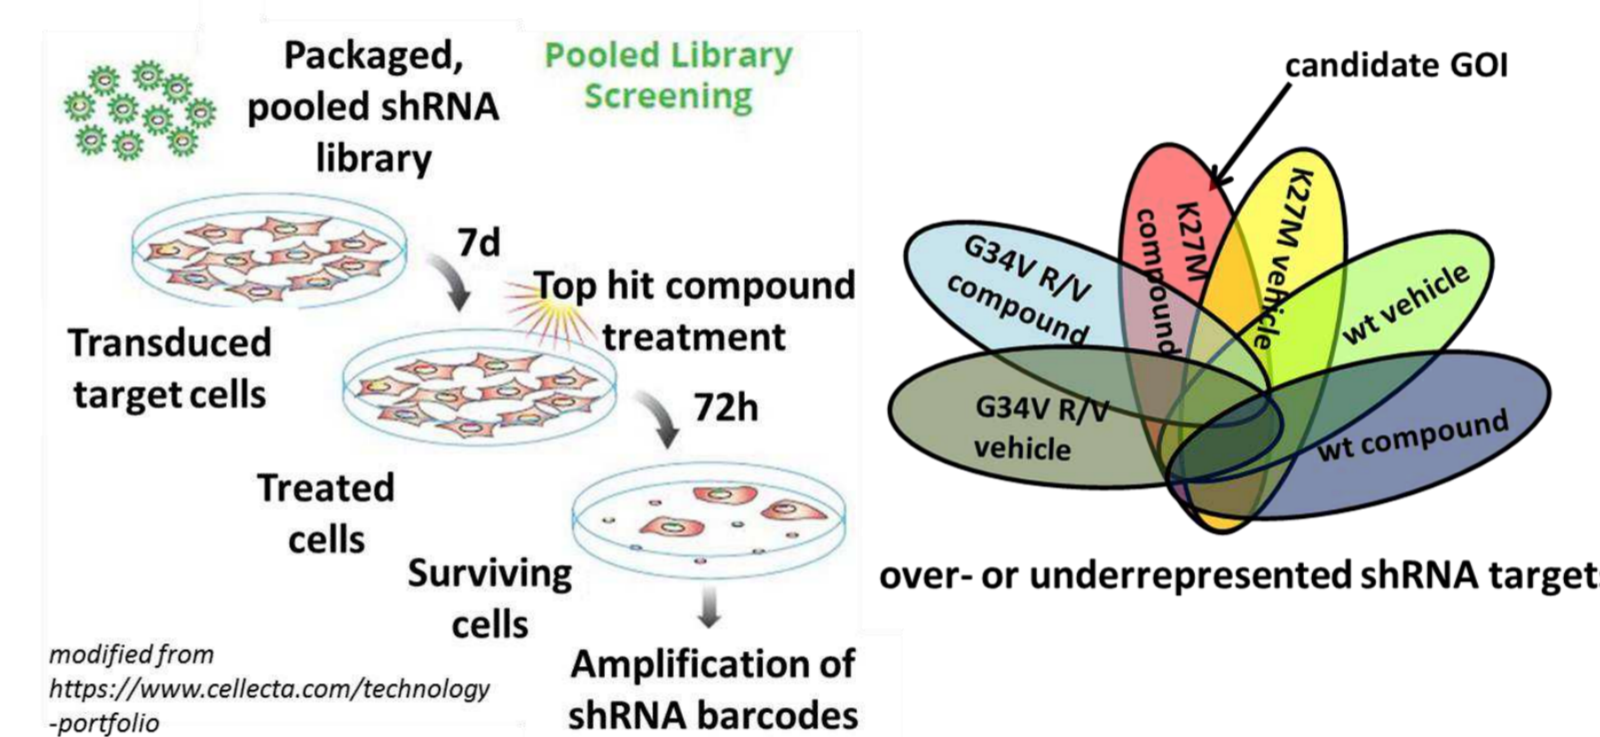 Packaged,
pooled shRNA
library
Pooled Library
Screening
7d
Top hit compound
treatment
Transduced
target cells
72h
Treated
cells
Surviving
cells
Amplification of
shRNA barcodes
modified from
https://www.cellecta.com/technology
-portfolio
candidate GOI
G34V R/V
compound
K27M
compound
K27M vehicle
wt vehicle
G34V R/V
vehicle
wt compound
over- or underrepresented shRNA targets